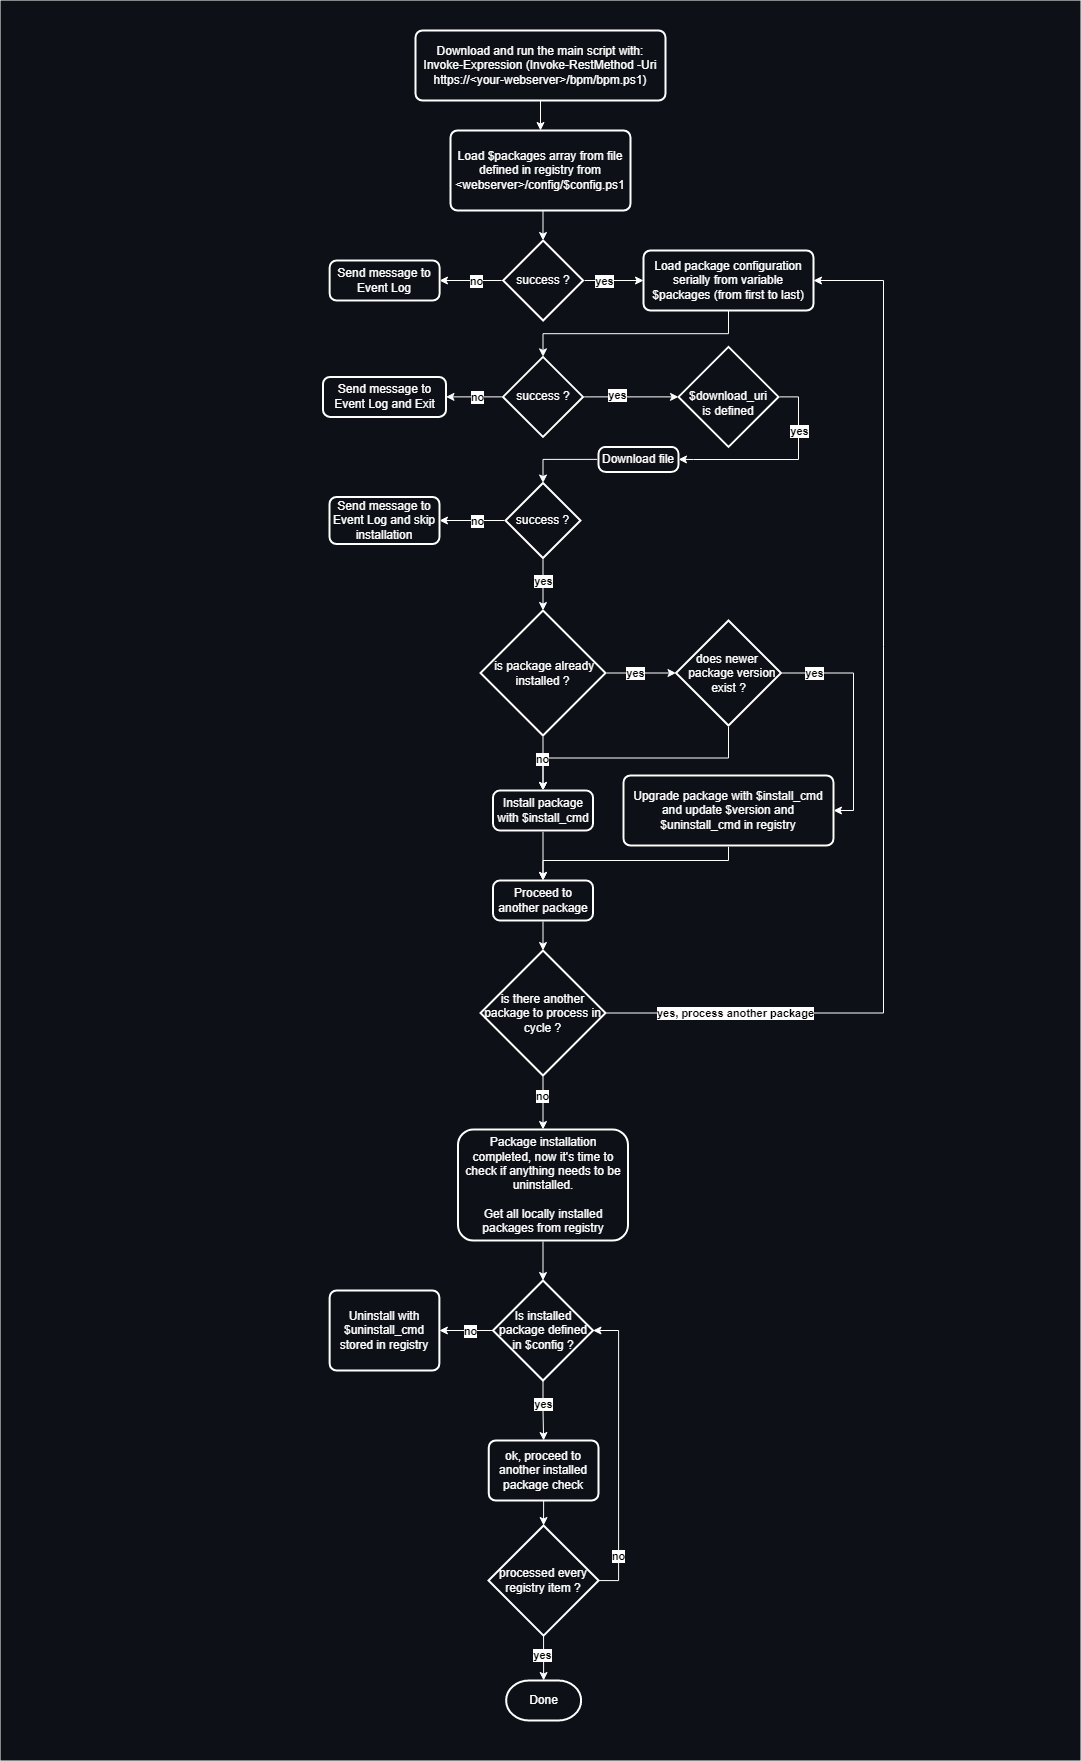 Download and run the main script with:
Invoke-Expression (Invoke-RestMethod -Uri
https://<your-webserver>/bpm/bpm.ps1)
Load $packages array from file
defined in registry from
<webserver>/config/$config.ps1
Send message to
Event Log
no
success ?
yes
Load package configuration
serially from variable
$packages (from first to last)
Send message to
Event Log and Exit
no
success ?
yes
$download_uri
is defined
yes
Download file
Send message to
Event Log and skip
installation
no
success ?
yes
is package already
installed ?
yes
does newer
package version
exist ?
yes
no
Install package
with $install_cmd
Upgrade package with $install_cmd
and update $version and
$uninstall_cmd in registry
Proceed to
another package
is there another
package to process in
cycle ?
yes, process another package
no
Package installation
completed, now it's time to
check if anything needs to be
uninstalled.
Get all locally installed
packages from registry
Uninstall with
$uninstall_cmd
stored in registry
no
Is installed
package defined
in $config ?
yes
ok, proceed to
another installed
package check
no
processed every
registry item ?
yes
Done